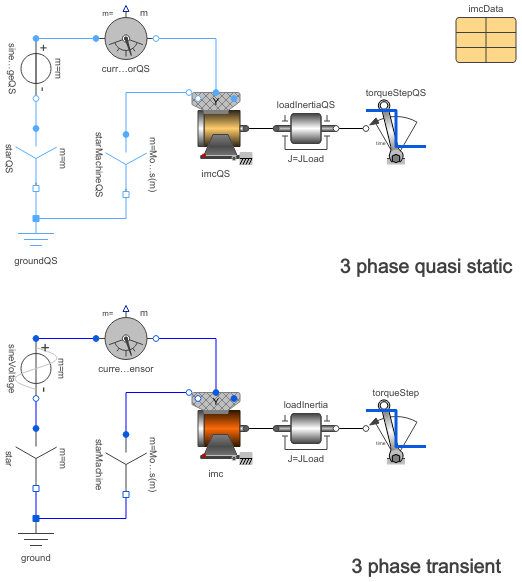 imcData
m= m
sine...geQS
m=m
curr...orQS
Y
loadInertiaQS
torqueStepQS
time
J=JLoad
starQS
m=m
starMachineQS
m=Mo...s(m)
imcQS
groundQS
3 phase quasi static
m= m
sineVoltage
m=m
curre...ensor
Y
loadInertia
torqueStep
time
J=JLoad
star
m=m
starMachine
m=Mo...s(m)
imc
ground
3 phase transient